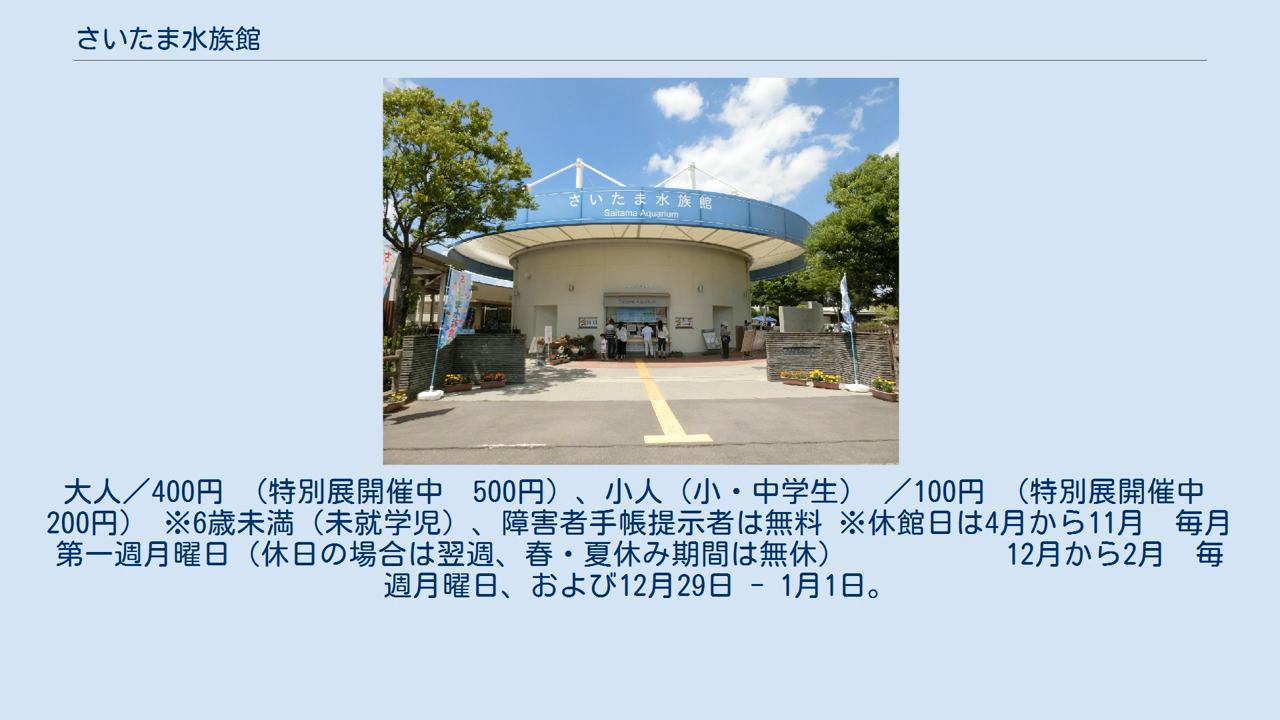 さいたま水族館
さいたま水族館
Saitama Aquarium
大人／400円　（特別展開催中　500円）、小人（小・中学生）　／100円　（特別展開催中
200円）　※6歳未満（未就学児）、障害者手帳提示者は無料 ※休館日は4月から11月　毎月
第一週月曜日（休日の場合は翌週、春・夏休み期間は無休）　　　　　　12月から2月　毎
週月曜日、および12月29日 - 1月1日。